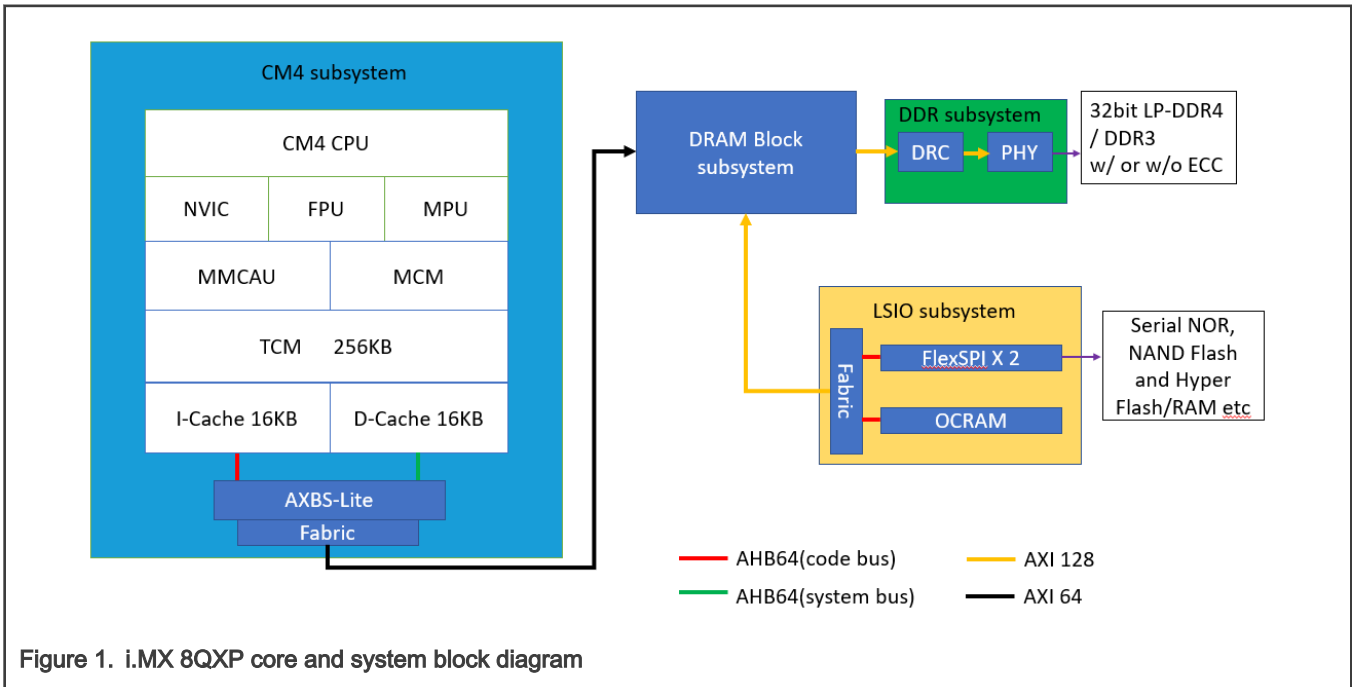 CM4 subsystem
CM4 CPU
NVIC
FPU
MPU
MMCAU
MCM
TCM 256KB
I-Cache 16KB
D-Cache 16KB
AXBS-Lite
Fabric
DRAM Block
subsystem
DDR subsystem
DRC
PHY
32bit LP-DDR4
/ DDR3
w/ or w/o ECC
LSIO subsystem
Fabric
FlexSPI X 2
OCRAM
Serial NOR,
NAND Flash
and Hyper
Flash/RAM etc
AHB64(code bus)
AXI 128
AHB64(system bus)
AXI 64
Figure 1. i.MX 8QXP core and system block diagram